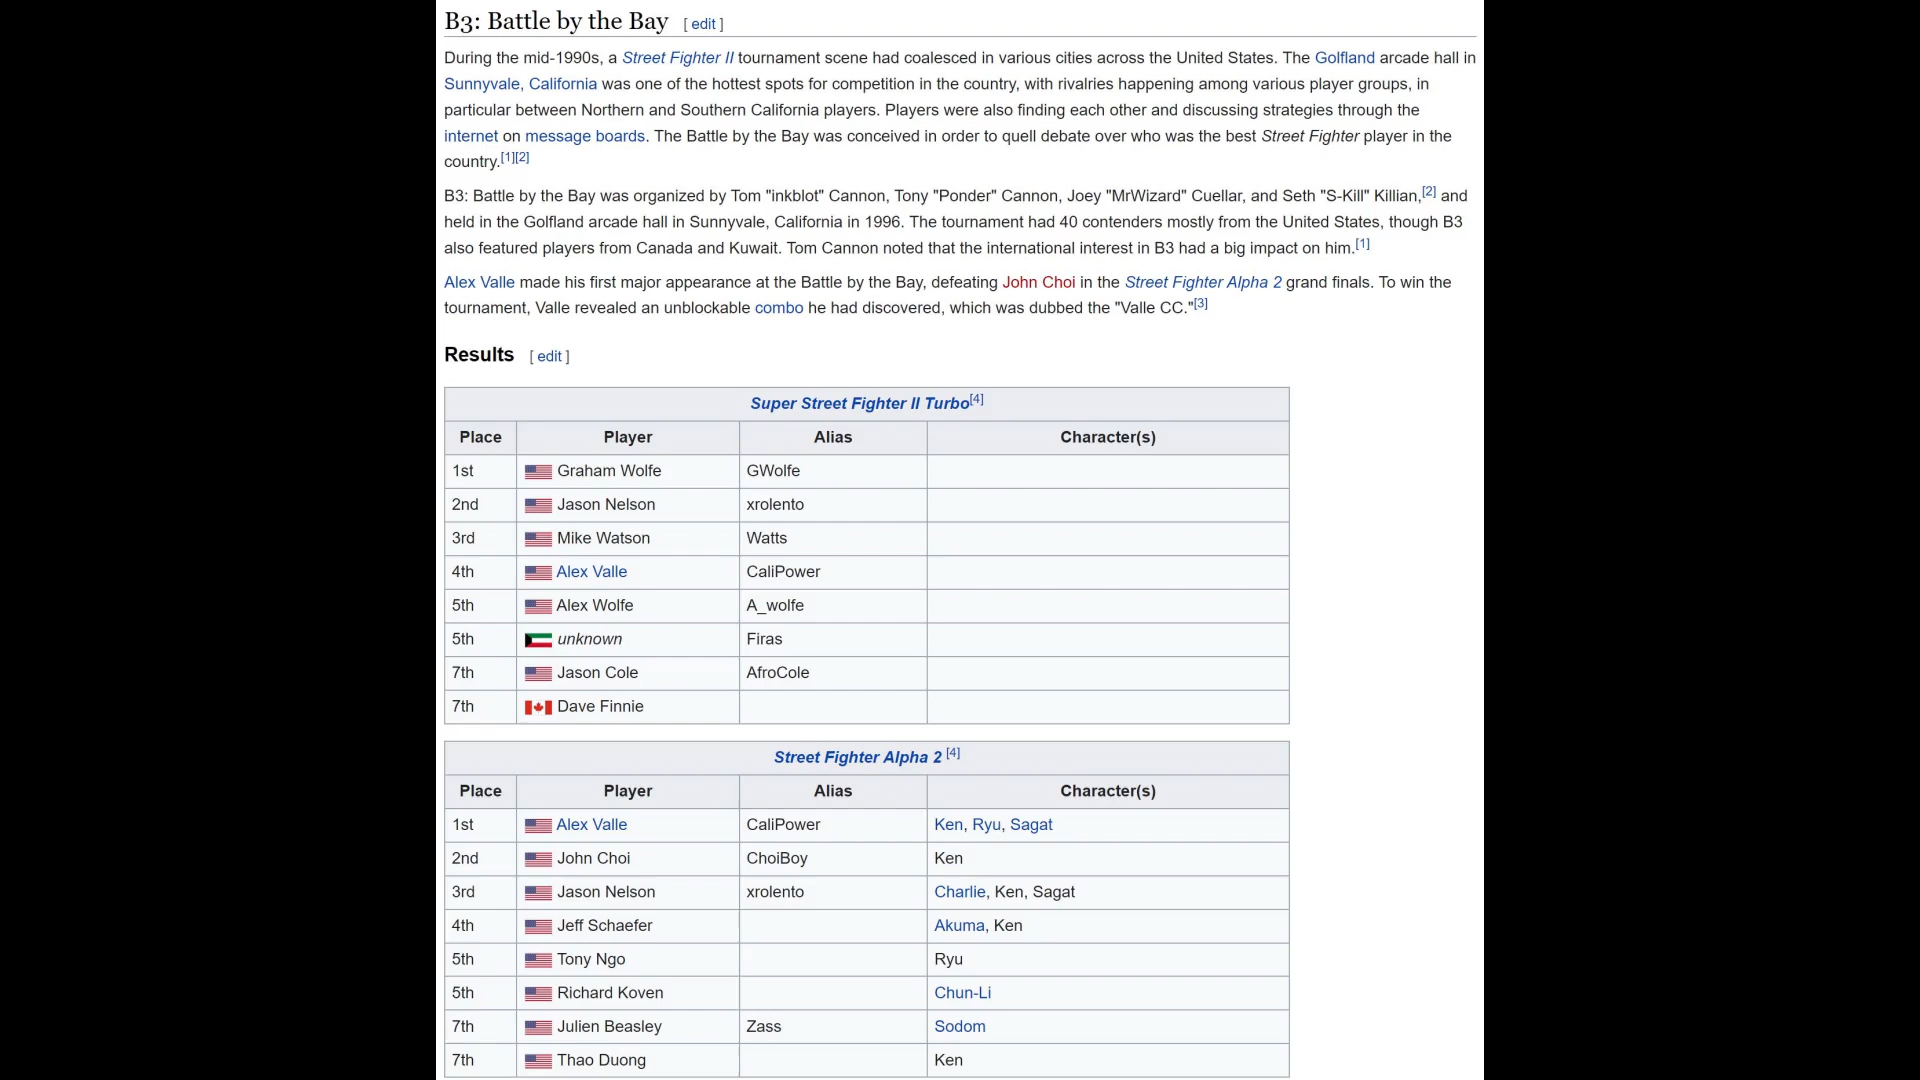 B3: Battle by the Bay [ edit ]
During the mid-1990s, a Street Fighter II tournament scene had coalesced in various cities across the United States. The Golfland arcade hall in
Sunnyvale, California was one of the hottest spots for competition in the country, with rivalries happening among various player groups, in
particular between Northern and Southern California players. Players were also finding each other and discussing strategies through the
internet on message boards. The Battle by the Bay was conceived in order to quell debate over who was the best Street Fighter player in the
country.[1][2]
B3: Battle by the Bay was organized by Tom "inkblot" Cannon, Tony "Ponder" Cannon, Joey "MrWizard" Cuellar, and Seth "S-Kill" Killian,[2] and
held in the Golfland arcade hall in Sunnyvale, California in 1996. The tournament had 40 contenders mostly from the United States, though B3
also featured players from Canada and Kuwait. Tom Cannon noted that the international interest in B3 had a big impact on him.[1]
Alex Valle made his first major appearance at the Battle by the Bay, defeating John Choi in the Street Fighter Alpha 2 grand finals. To win the
tournament, Valle revealed an unblockable combo he had discovered, which was dubbed the "Valle CC."[3]
Results [ edit ]
Super Street Fighter II Turbo[4]
Place Player Alias Character(s)
1st Graham Wolfe GWolfe
2nd Jason Nelson xrolento
3rd Mike Watson Watts
4th Alex Valle CaliPower
5th Alex Wolfe A_wolfe
5th unknown Firas
7th Jason Cole AfroCole
7th Dave Finnie
Street Fighter Alpha 2 [4]
Place Player Alias Character(s)
1st Alex Valle CaliPower Ken, Ryu, Sagat
2nd John Choi ChoiBoy Ken
3rd Jason Nelson xrolento Charlie, Ken, Sagat
4th Jeff Schaefer Akuma, Ken
5th Tony Ngo Ryu
5th Richard Koven Chun-Li
7th Julien Beasley Zass Sodom
7th Thao Duong Ken